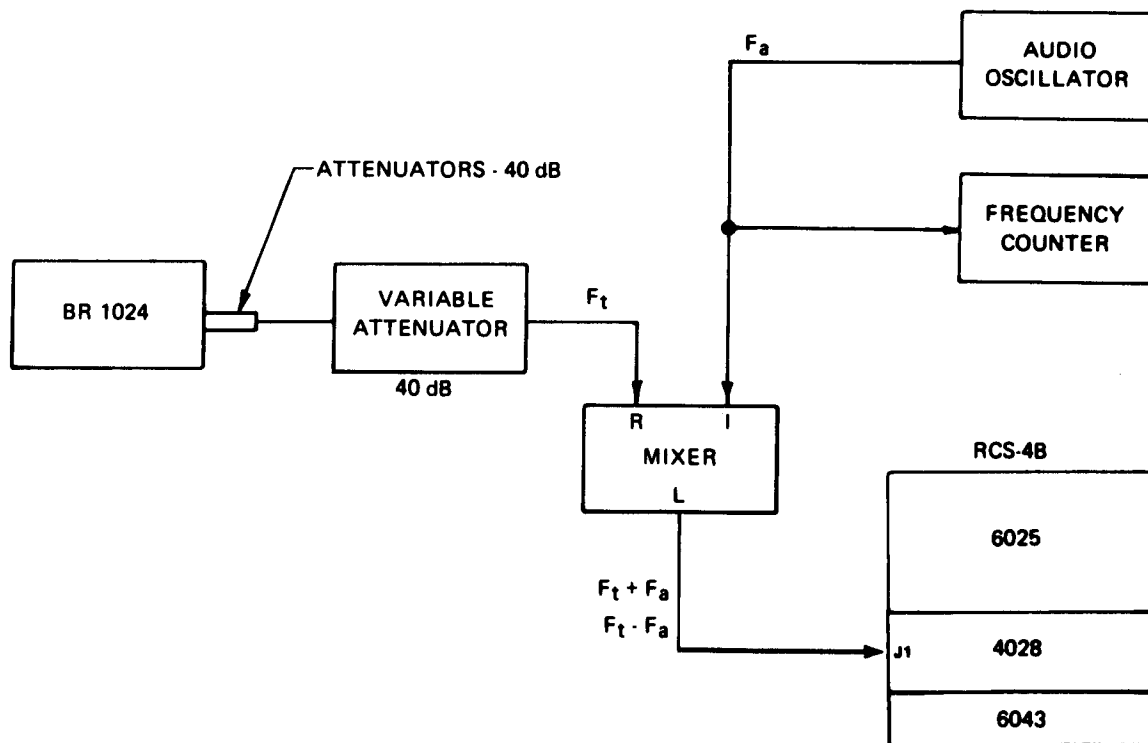 Fa
AUDIO
OSCILLATOR
ATTENUATORS - 40 dB
FREQUENCY
COUNTER
BR 1024
VARIABLE
ATTENUATOR
40 dB
Ft
R I
MIXER
L
RCS-4B
6025
Ft + Fa
Ft - Fa
J1 4028
6043